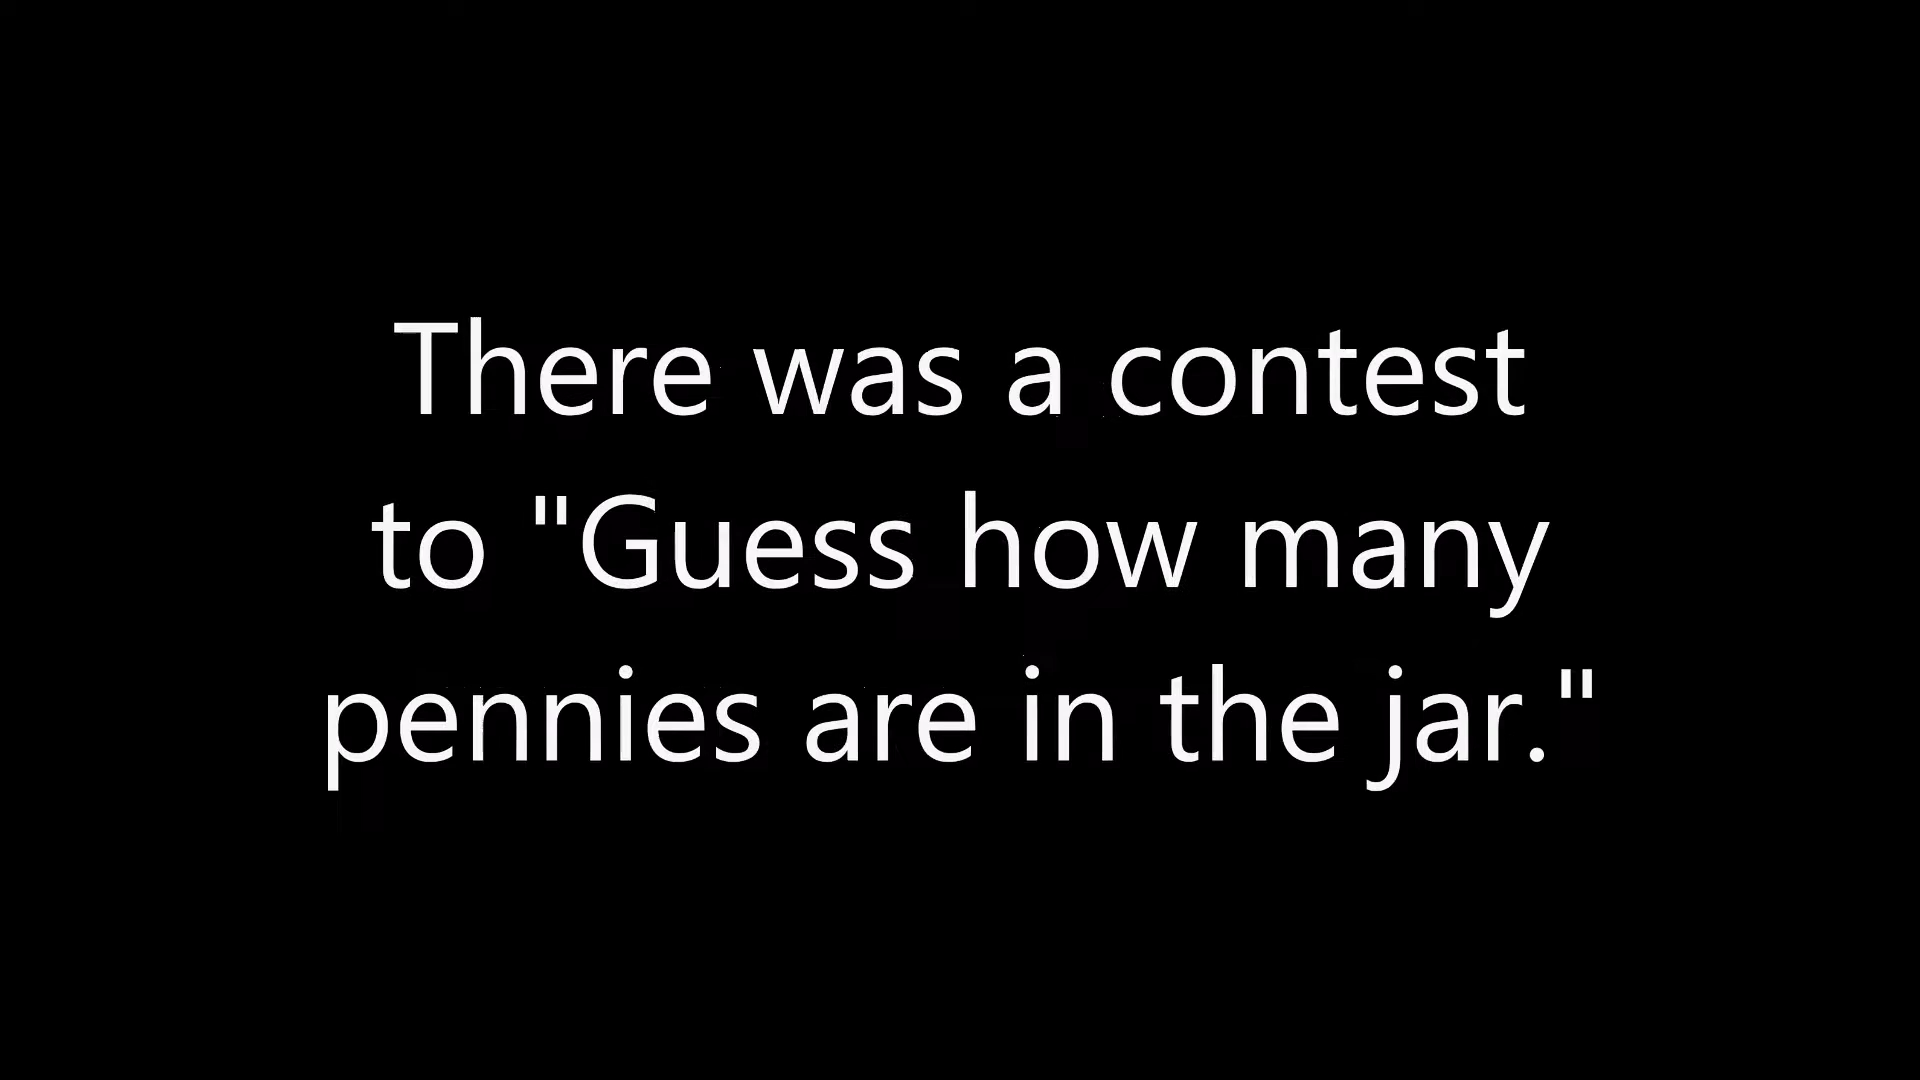 There was a contest
to "Guess how many
pennies are in the jar."